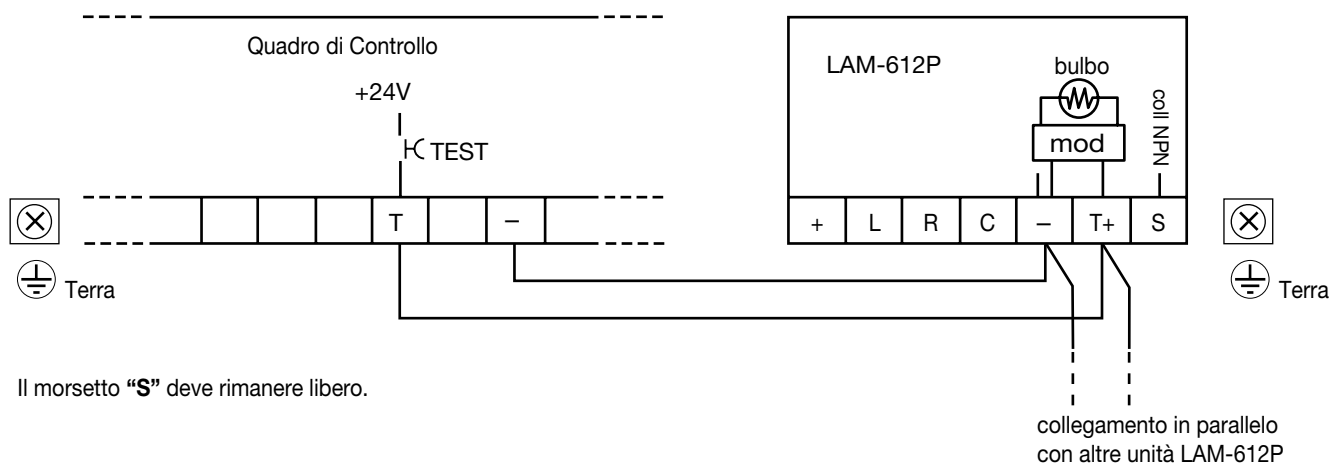 Quadro di Controllo
+24V
TEST
T –
Terra
LAM-612P
bulbo
mod
coll NPN
+ L R C – T+ S
Terra
Il morsetto “S” deve rimanere libero.
collegamento in parallelo
con altre unità LAM-612P